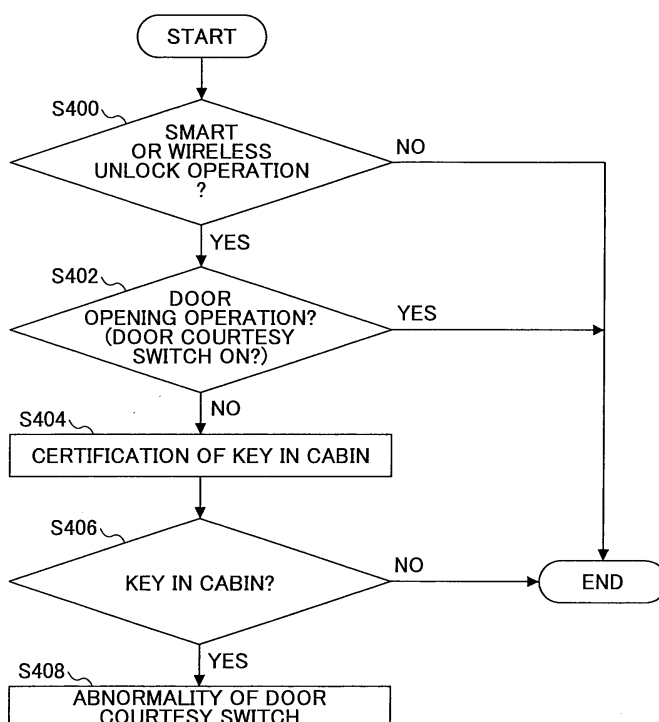 START
S400
SMART
OR WIRELESS
UNLOCK OPERATION
?
NO
YES
S402
DOOR
OPENING OPERATION?
(DOOR COURTESY
SWITCH ON?)
YES
NO
S404
CERTIFICATION OF KEY IN CABIN
S406
KEY IN CABIN?
NO
END
YES
S408
ABNORMALITY OF DOOR
COURTESY SWITCH